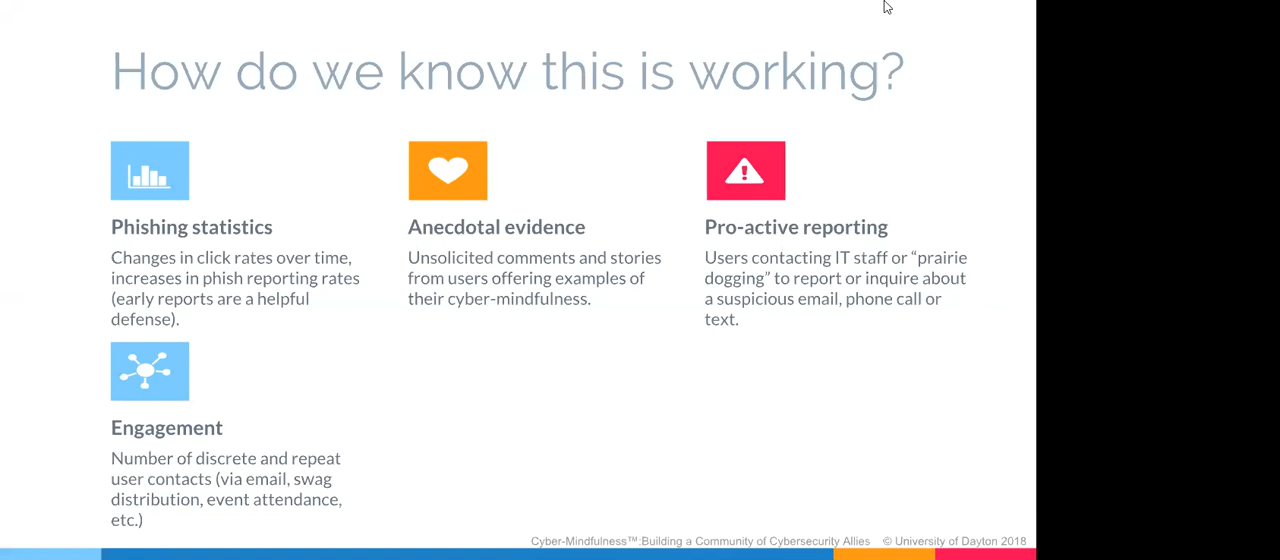 How do we know this is working?
Phishing statistics
Changes in click rates over time,
increases in phish reporting rates
(early reports are a helpful
defense).
Anecdotal evidence
Unsolicited comments and stories
from users offering examples of
their cyber-mindfulness.
Pro-active reporting
Users contacting IT staff or “prairie
dogging” to report or inquire about
a suspicious email, phone call or
text.
Engagement
Number of discrete and repeat
user contacts (via email, swag
distribution, event attendance,
etc.)
Cyber-Mindfulness™:Building a Community of Cybersecurity Allies © University of Dayton 2018